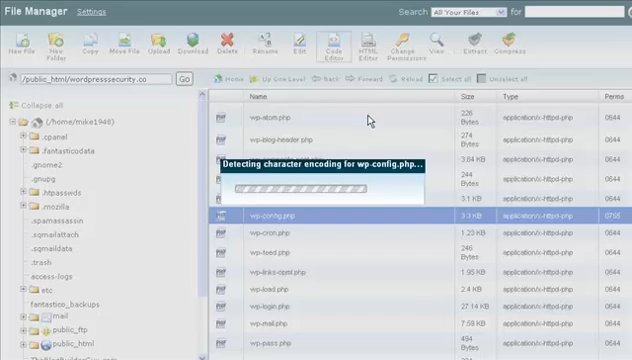 File Manager Settings Search All Your Files for
New File New Folder Copy Move File Upload Download Delete Rename Edit Code Editor HTML Editor Change Permissions View Extract Compress
/public_html/wordpresssecurity.co Go Home Up One Level Back Forward Reload Select all Unselect all
Collapse all
(/home/mike1946)
.cpanel
.fantasticodata
.gnome2
.gnupg
.htpasswds
.mozilla
.spamassassin
.sqmailattach
.sqmaildata
.trash
access-logs
etc
fantastico_backups
mail
public_ftp
public_html
Name Size Type Perms
wp-atom.php 226 Bytes application/x-httpd-php 0644
wp-blog-header.php 274 Bytes application/x-httpd-php 0644
3.84 KB application/x-httpd-php 0644
Detecting character encoding for wp-config.php...
application/x-httpd-php 0644
3.1 KB application/x-httpd-php 0644
wp-config.php 3.3 KB application/x-httpd-php 0755
wp-cron.php 1.23 KB application/x-httpd-php 0644
wp-feed.php 246 Bytes application/x-httpd-php 0644
wp-links-opml.php 1.95 KB application/x-httpd-php 0644
wp-load.php 2.4 KB application/x-httpd-php 0644
wp-login.php 27.14 KB application/x-httpd-php 0644
wp-mail.php 7.59 KB application/x-httpd-php 0644
wp-pass.php 494 Bytes application/x-httpd-php 0644